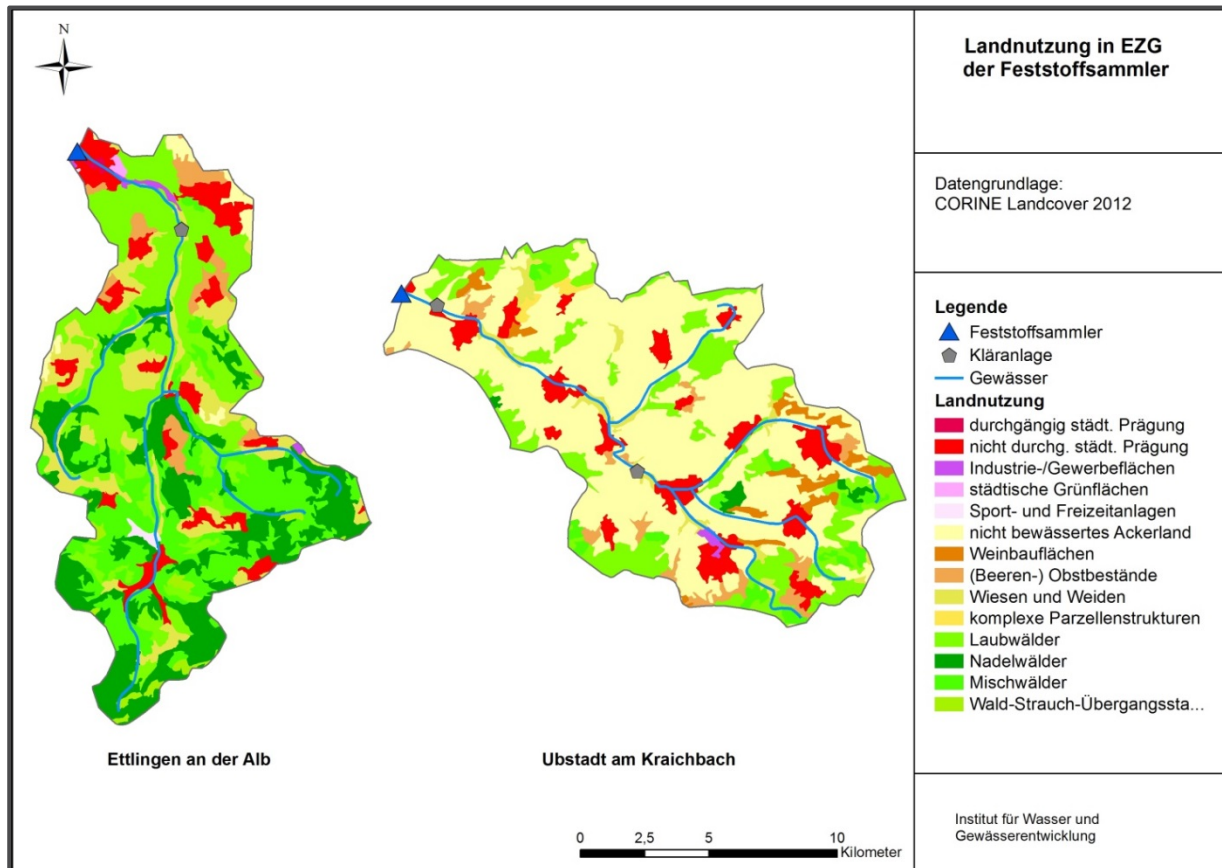 N
Landnutzung in EZG
der Feststoffsammler
Datengrundlage:
CORINE Landcover 2012
Legende
Feststoffsammler
Kläranlage
Gewässer
Landnutzung
durchgängig städt. Prägung
nicht durchg. städt. Prägung
Industrie-/Gewerbeflächen
städtische Grünflächen
Sport- und Freizeitanlagen
nicht bewässertes Ackerland
Weinbauflächen
(Beeren-) Obstbestände
Wiesen und Weiden
komplexe Parzellenstrukturen
Laubwälder
Nadelwälder
Mischwälder
Wald-Strauch-Übergangssta...
Ettlingen an der Alb
Ubstadt am Kraichbach
0 2,5 5 10
Kilometer
Institut für Wasser und
Gewässerentwicklung